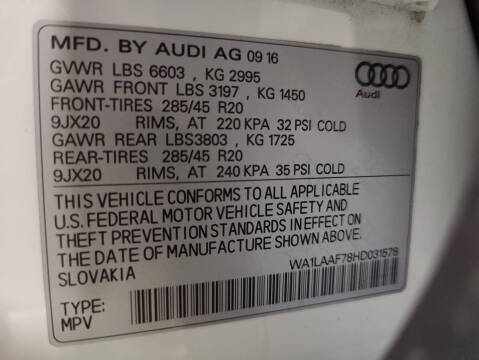 MFD. BY AUDI AG 09 16
GVWR LBS 6603 , KG 2995
GAWR FRONT LBS 3197 , KG 1450
FRONT-TIRES 285/45 R20
9JX20 RIMS, AT 220 KPA 32 PSI COLD
GAWR REAR LBS3803 , KG 1725
REAR-TIRES 285/45 R20
9JX20 RIMS, AT 240 KPA 35 PSI COLD
Audi
THIS VEHICLE CONFORMS TO ALL APPLICABLE
U.S. FEDERAL MOTOR VEHICLE SAFETY AND
THEFT PREVENTION STANDARDS IN EFFECT ON
THE DATE OF MANUFACTURE SHOWN ABOVE.
SLOVAKIA
WA1LAAF78HD031578
TYPE:
MPV